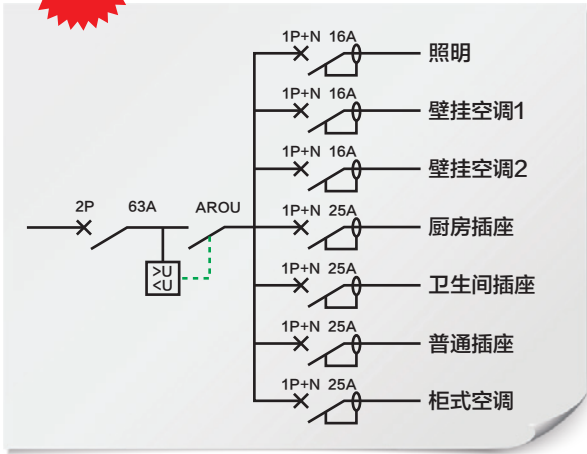 1P+N 16A 照明
1P+N 16A 壁挂空调1
1P+N 16A 壁挂空调2
2P 63A AROU 1P+N 25A 厨房插座
>U
<U
1P+N 25A 卫生间插座
1P+N 25A 普通插座
1P+N 25A 柜式空调